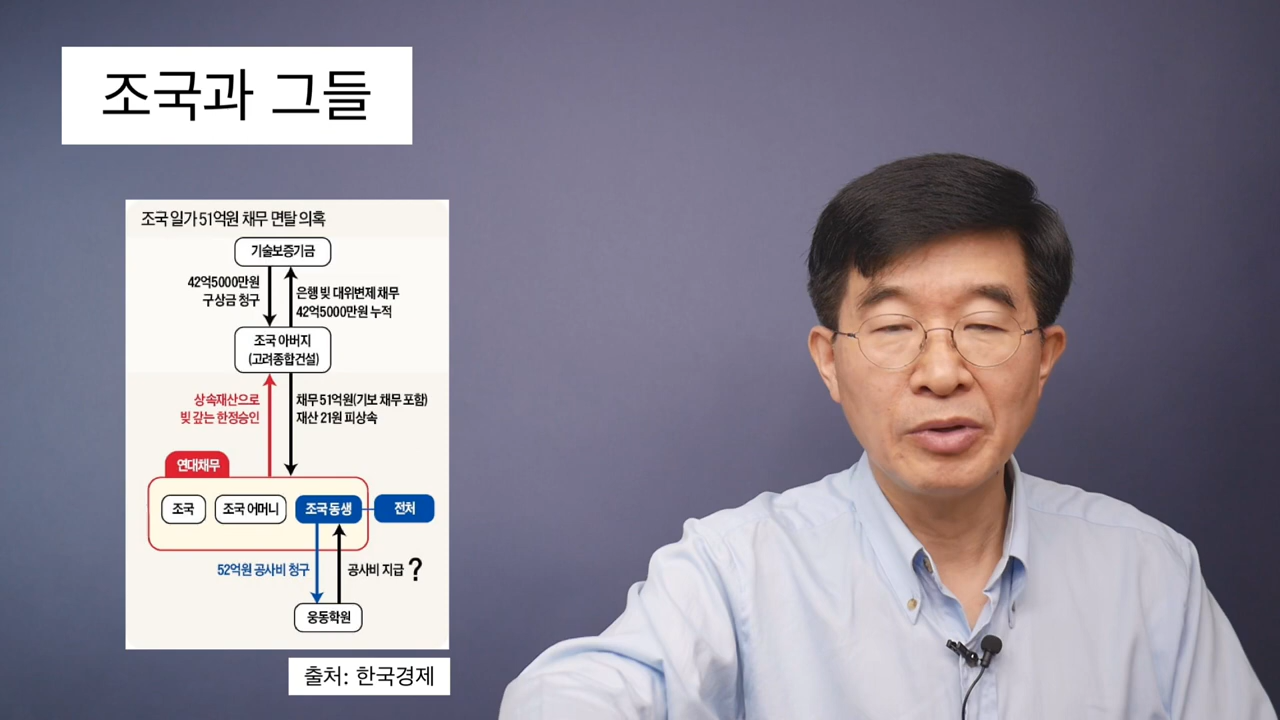 조국과 그들
조국 일가 51억원 채무 면탈 의혹
기술보증기금
42억5000만원
구상금 청구
은행 빚 대위변제 채무
42억5000만원 누적
조국 아버지
(고려종합건설)
상속재산으로
빚 갚는 한정승인
채무 51억원(기보 채무 포함)
재산 21원 피상속
연대채무
조국
조국 어머니
조국 동생
전처
52억원 공사비 청구
공사비 지급 ?
웅동학원
출처: 한국경제